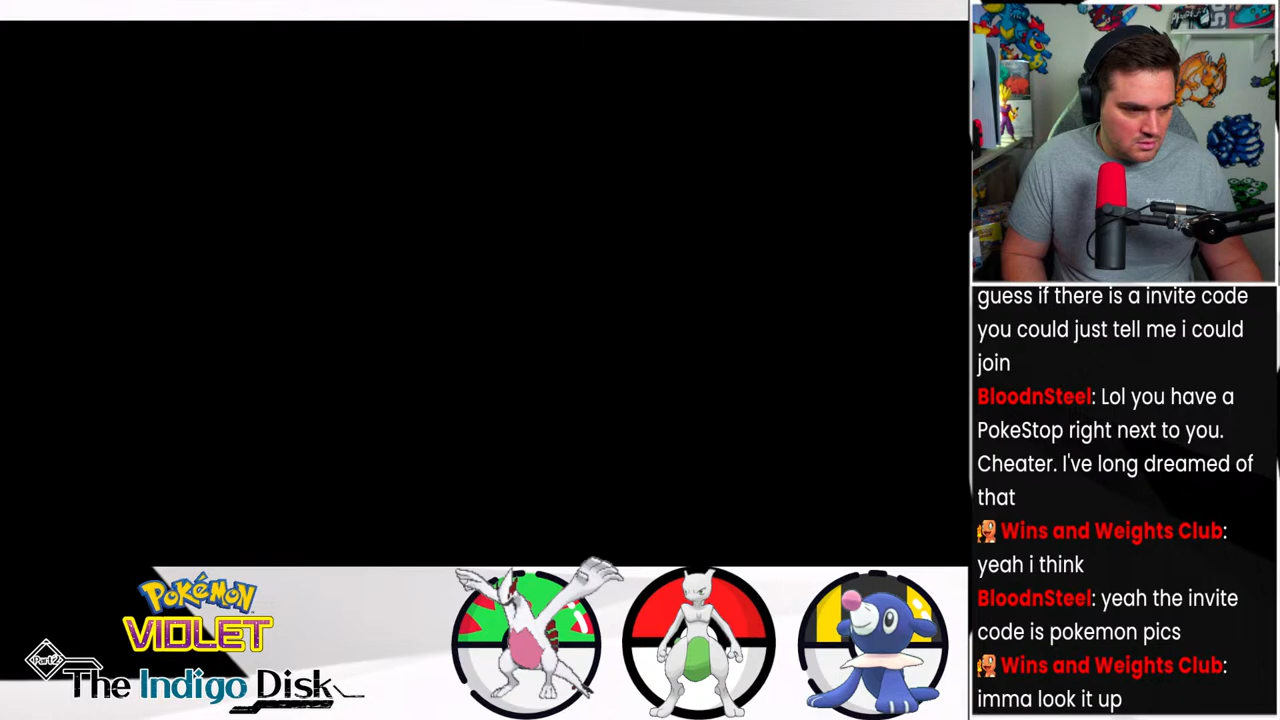 guess if there is a invite code
you could just tell me i could
join
BloodnSteel: Lol you have a
PokeStop right next to you.
Cheater. I've long dreamed of
that
Wins and Weights Club:
yeah i think
BloodnSteel: yeah the invite
code is pokemon pics
Wins and Weights Club:
imma look it up
POKéMON
VIOLET
Part 2
The Indigo Disk